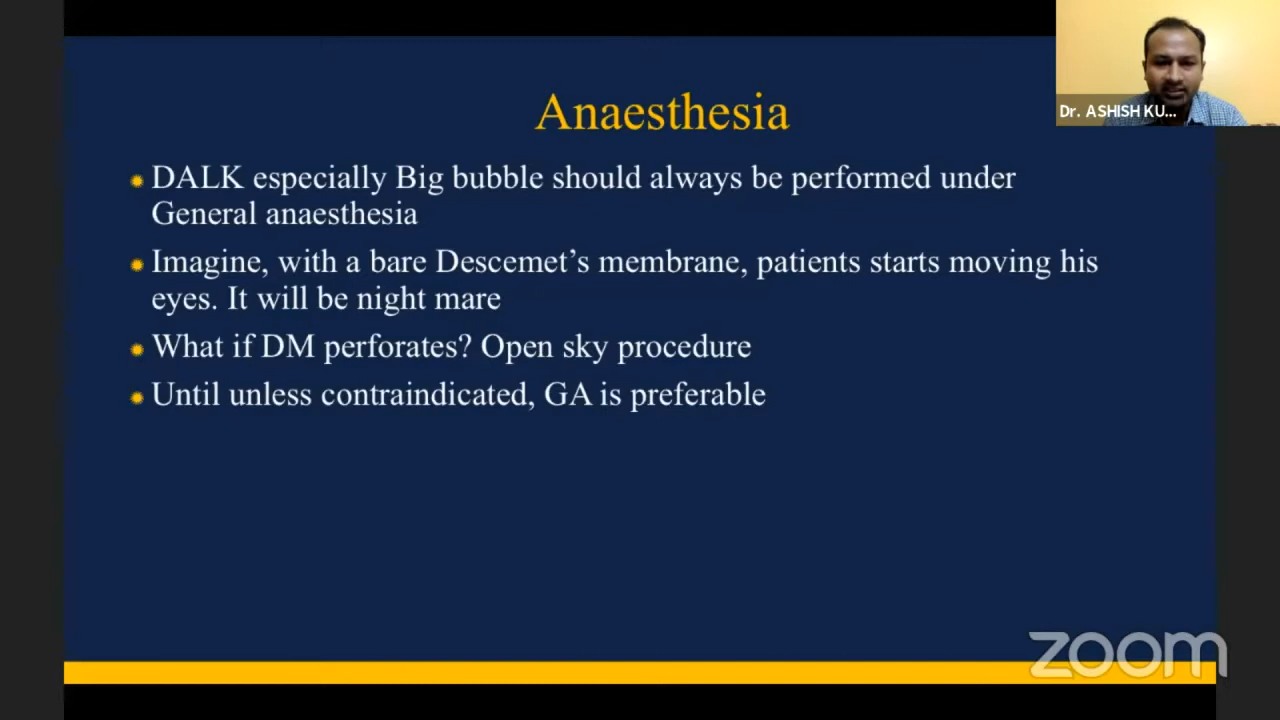 Anaesthesia
Dr. ASHISH KU...
DALK especially Big bubble should always be performed under
General anaesthesia
Imagine, with a bare Descemet’s membrane, patients starts moving his
eyes. It will be night mare
What if DM perforates? Open sky procedure
Until unless contraindicated, GA is preferable
zoom